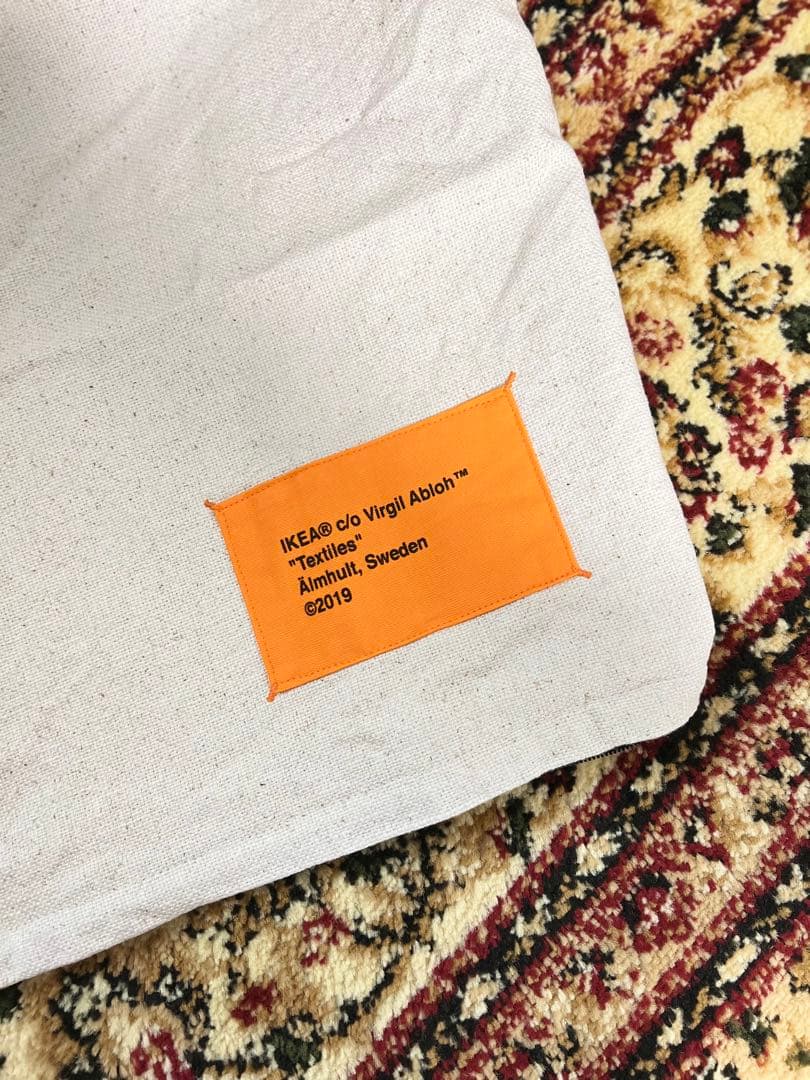 IKEA® c/o Virgil Abloh™
"Textiles"
Älmhult, Sweden
©2019